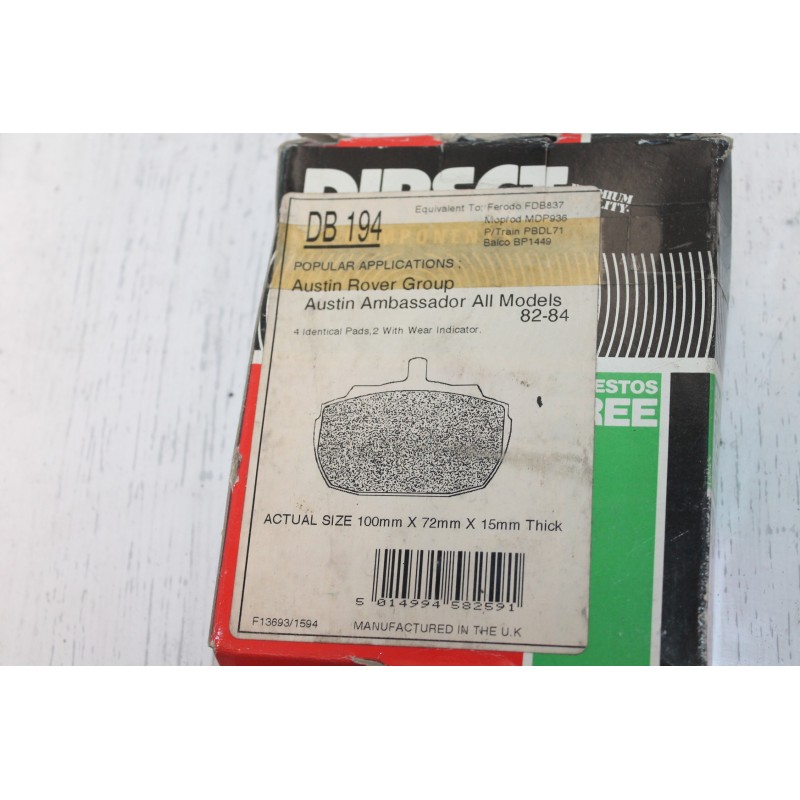 DIRECT
DB 194
Equivalent To: Ferodo FDB837
Moprod MDP936
P/Train PBDL71
Balco BP1449
POPULAR APPLICATIONS :
Austin Rover Group
Austin Ambassador All Models
82-84
4 Identical Pads,2 With Wear Indicator.
ESTOS
REE
ACTUAL SIZE 100mm X 72mm X 15mm Thick
5 014994 582591
F13693/1594
MANUFACTURED IN THE U.K